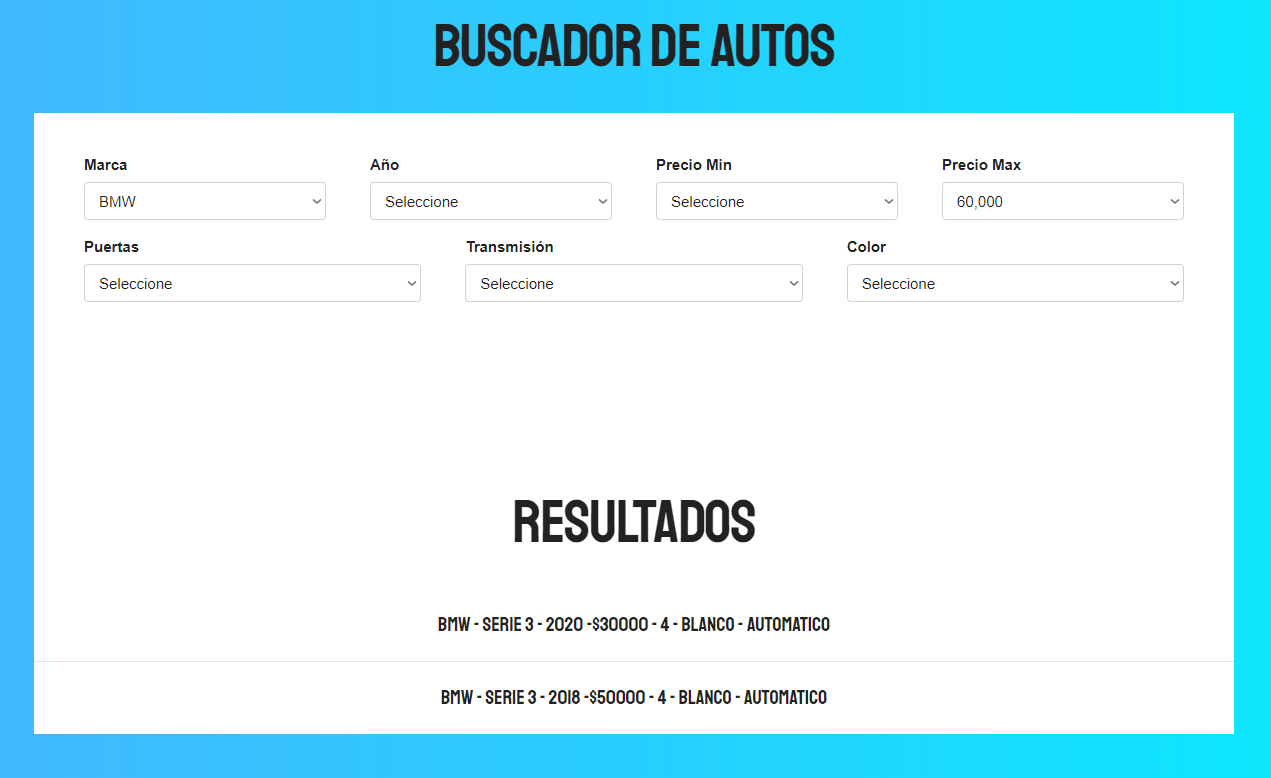 BUSCADOR DE AUTOS
Marca Año Precio Min Precio Max
BMW Seleccione Seleccione 60,000
Puertas Transmisión Color
Seleccione Seleccione Seleccione
RESULTADOS
BMW - SERIE 3 - 2020 -$30000 - 4 - BLANCO - AUTOMATICO
BMW - SERIE 3 - 2018 -$50000 - 4 - BLANCO - AUTOMATICO